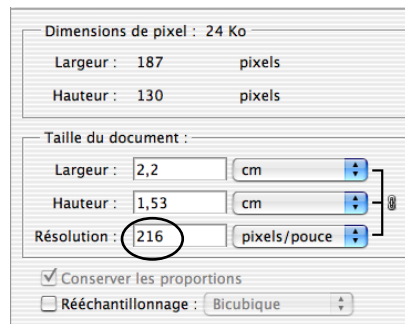 Dimensions de pixel : 24 Ko
Largeur : 187 pixels
Hauteur : 130 pixels
Taille du document :
Largeur : 2,2 cm
Hauteur : 1,53 cm
Résolution : 216 pixels/pouce
Conserver les proportions
Rééchantillonnage : Bicubique